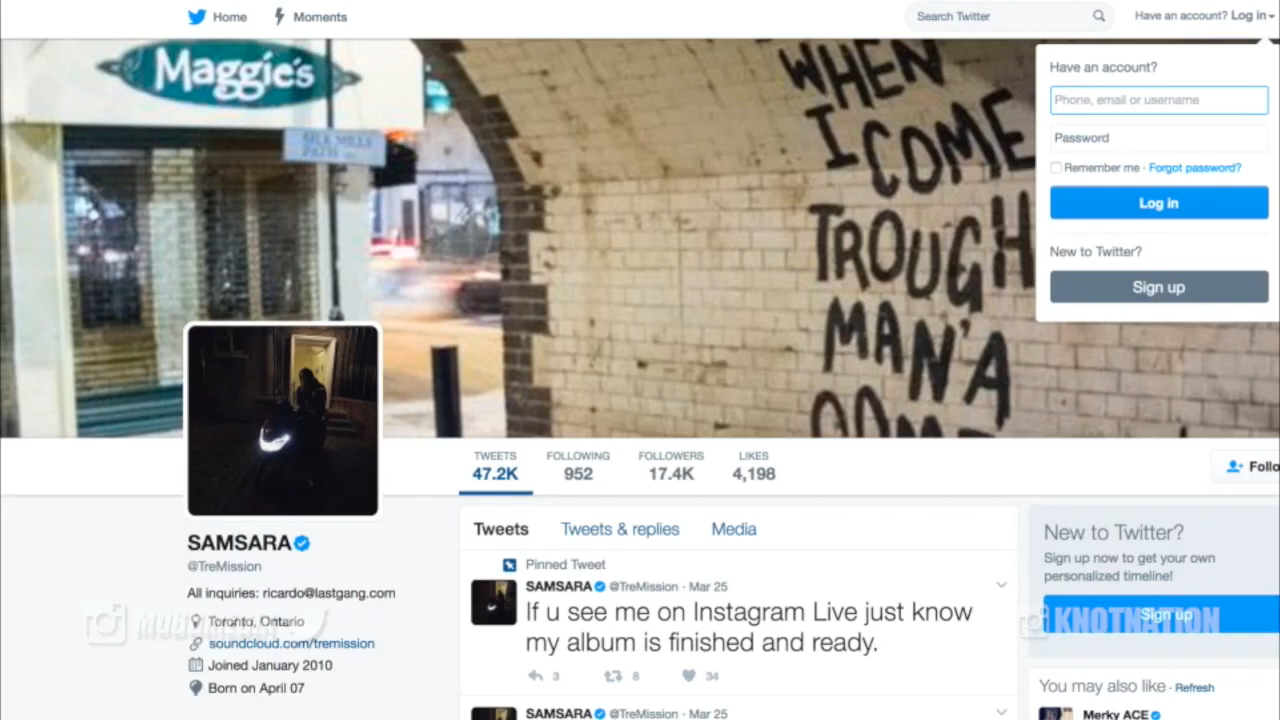 Home
Moments
Search Twitter
Have an account? Log in
Maggie's
SILK MILLS
PATH
WHEN
I COME
TROUGH
MAN'A
COME
Have an account?
Phone, email or username
Password
Remember me · Forgot password?
Log in
New to Twitter?
Sign up
TWEETS
47.2K
FOLLOWING
952
FOLLOWERS
17.4K
LIKES
4,198
Follo
SAMSARA
@TreMission
All inquiries: ricardo@lastgang.com
Toronto, Ontario
soundcloud.com/tremission
Joined January 2010
Born on April 07
Tweets
Tweets & replies
Media
Pinned Tweet
SAMSARA @TreMission · Mar 25
If u see me on Instagram Live just know
my album is finished and ready.
3
8
34
SAMSARA @TreMission · Mar 25
New to Twitter?
Sign up now to get your own
personalized timeline!
Sign up
KNOTNATION
You may also like · Refresh
Merky ACE